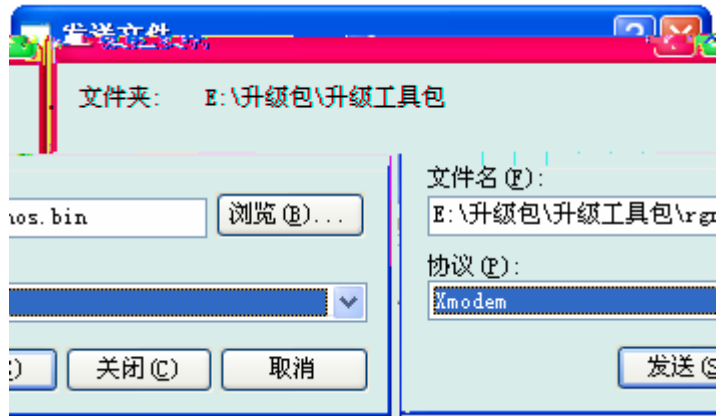 发送文件
文件夹: E:\升级包\升级工具包
文件名(F):
nos.bin 浏览(B)... E:\升级包\升级工具包\rgn
协议(P):
Xmodem
) 关闭(C) 取消 发送(S